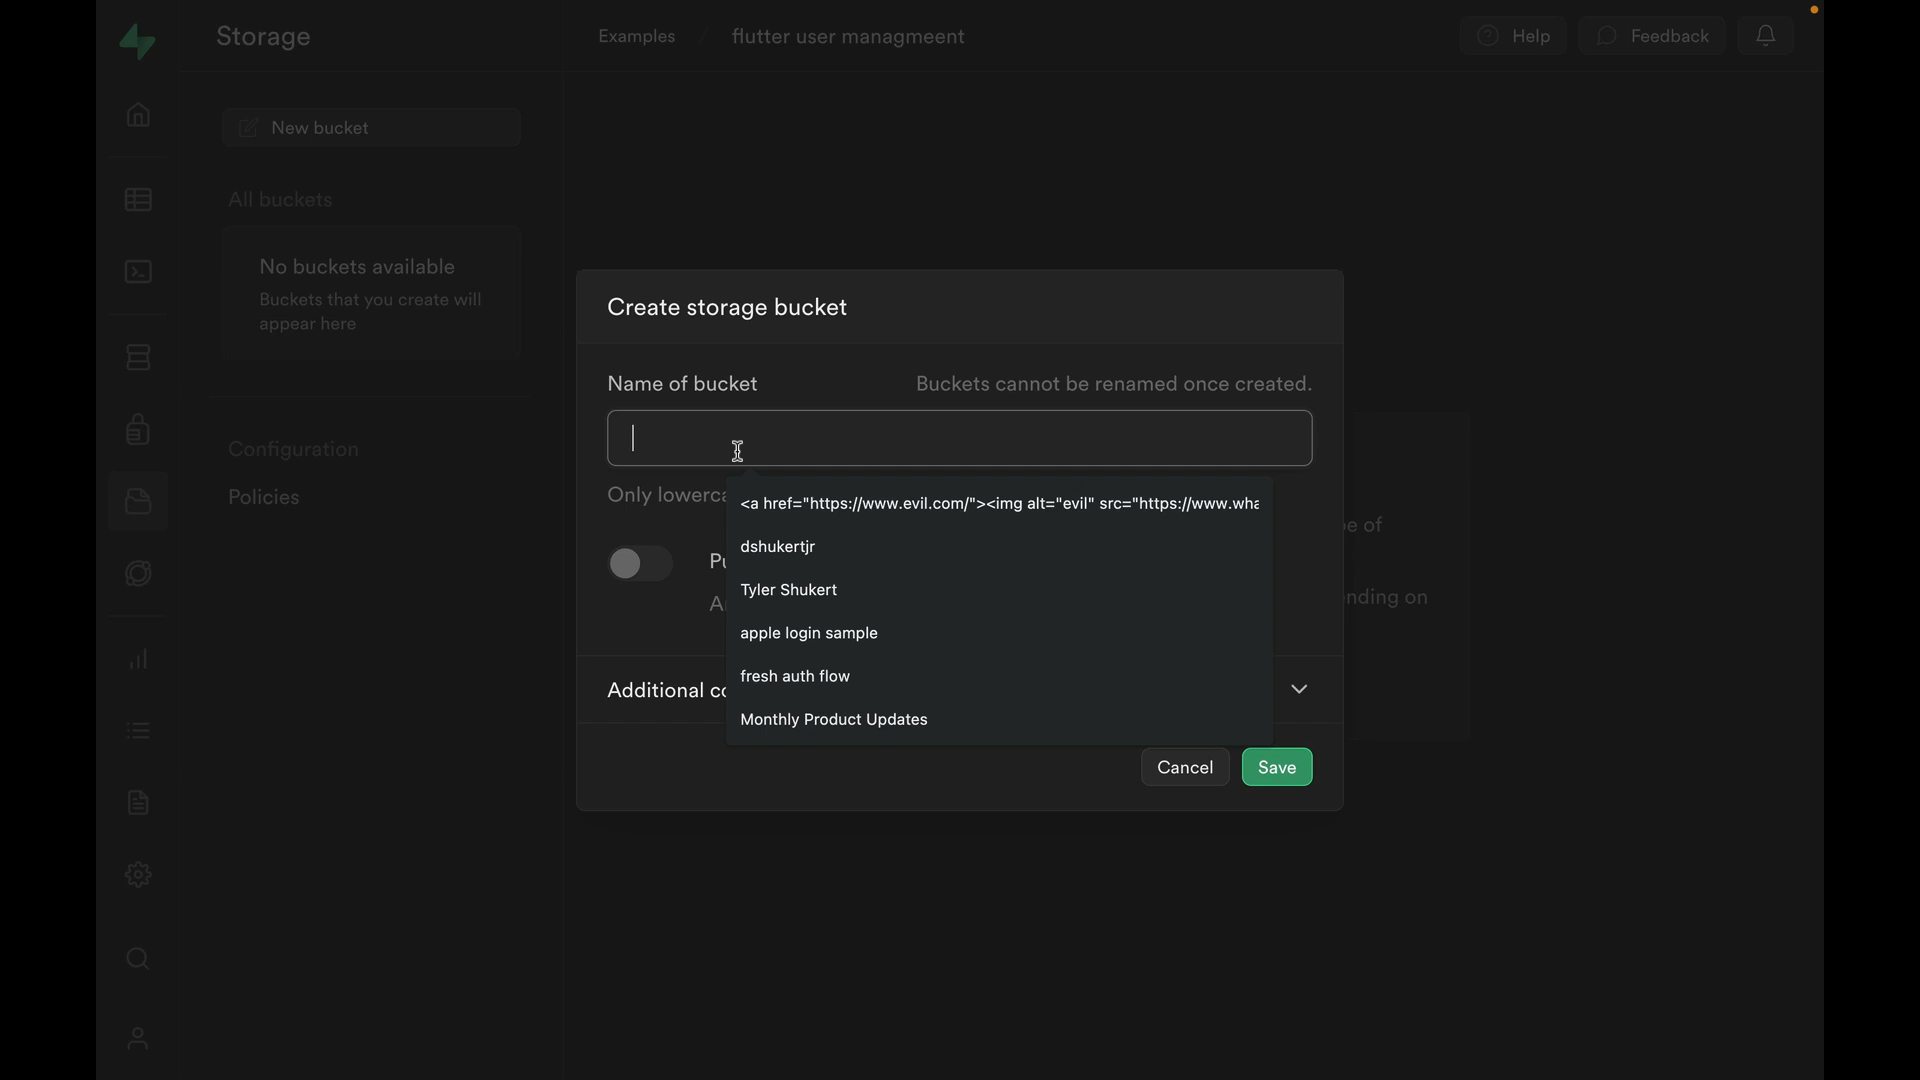 Storage
Examples / flutter user managmeent
Help
Feedback
New bucket
All buckets
No buckets available
Buckets that you create will
appear here
Configuration
Policies
Create storage bucket
Name of bucket
Buckets cannot be renamed once created.
Only lowerca
<a href="https://www.evil.com/"><img alt="evil" src="https://www.wha
dshukertjr
Pu
Tyler Shukert
A
apple login sample
fresh auth flow
Additional co
Monthly Product Updates
Cancel
Save
e of
nding on